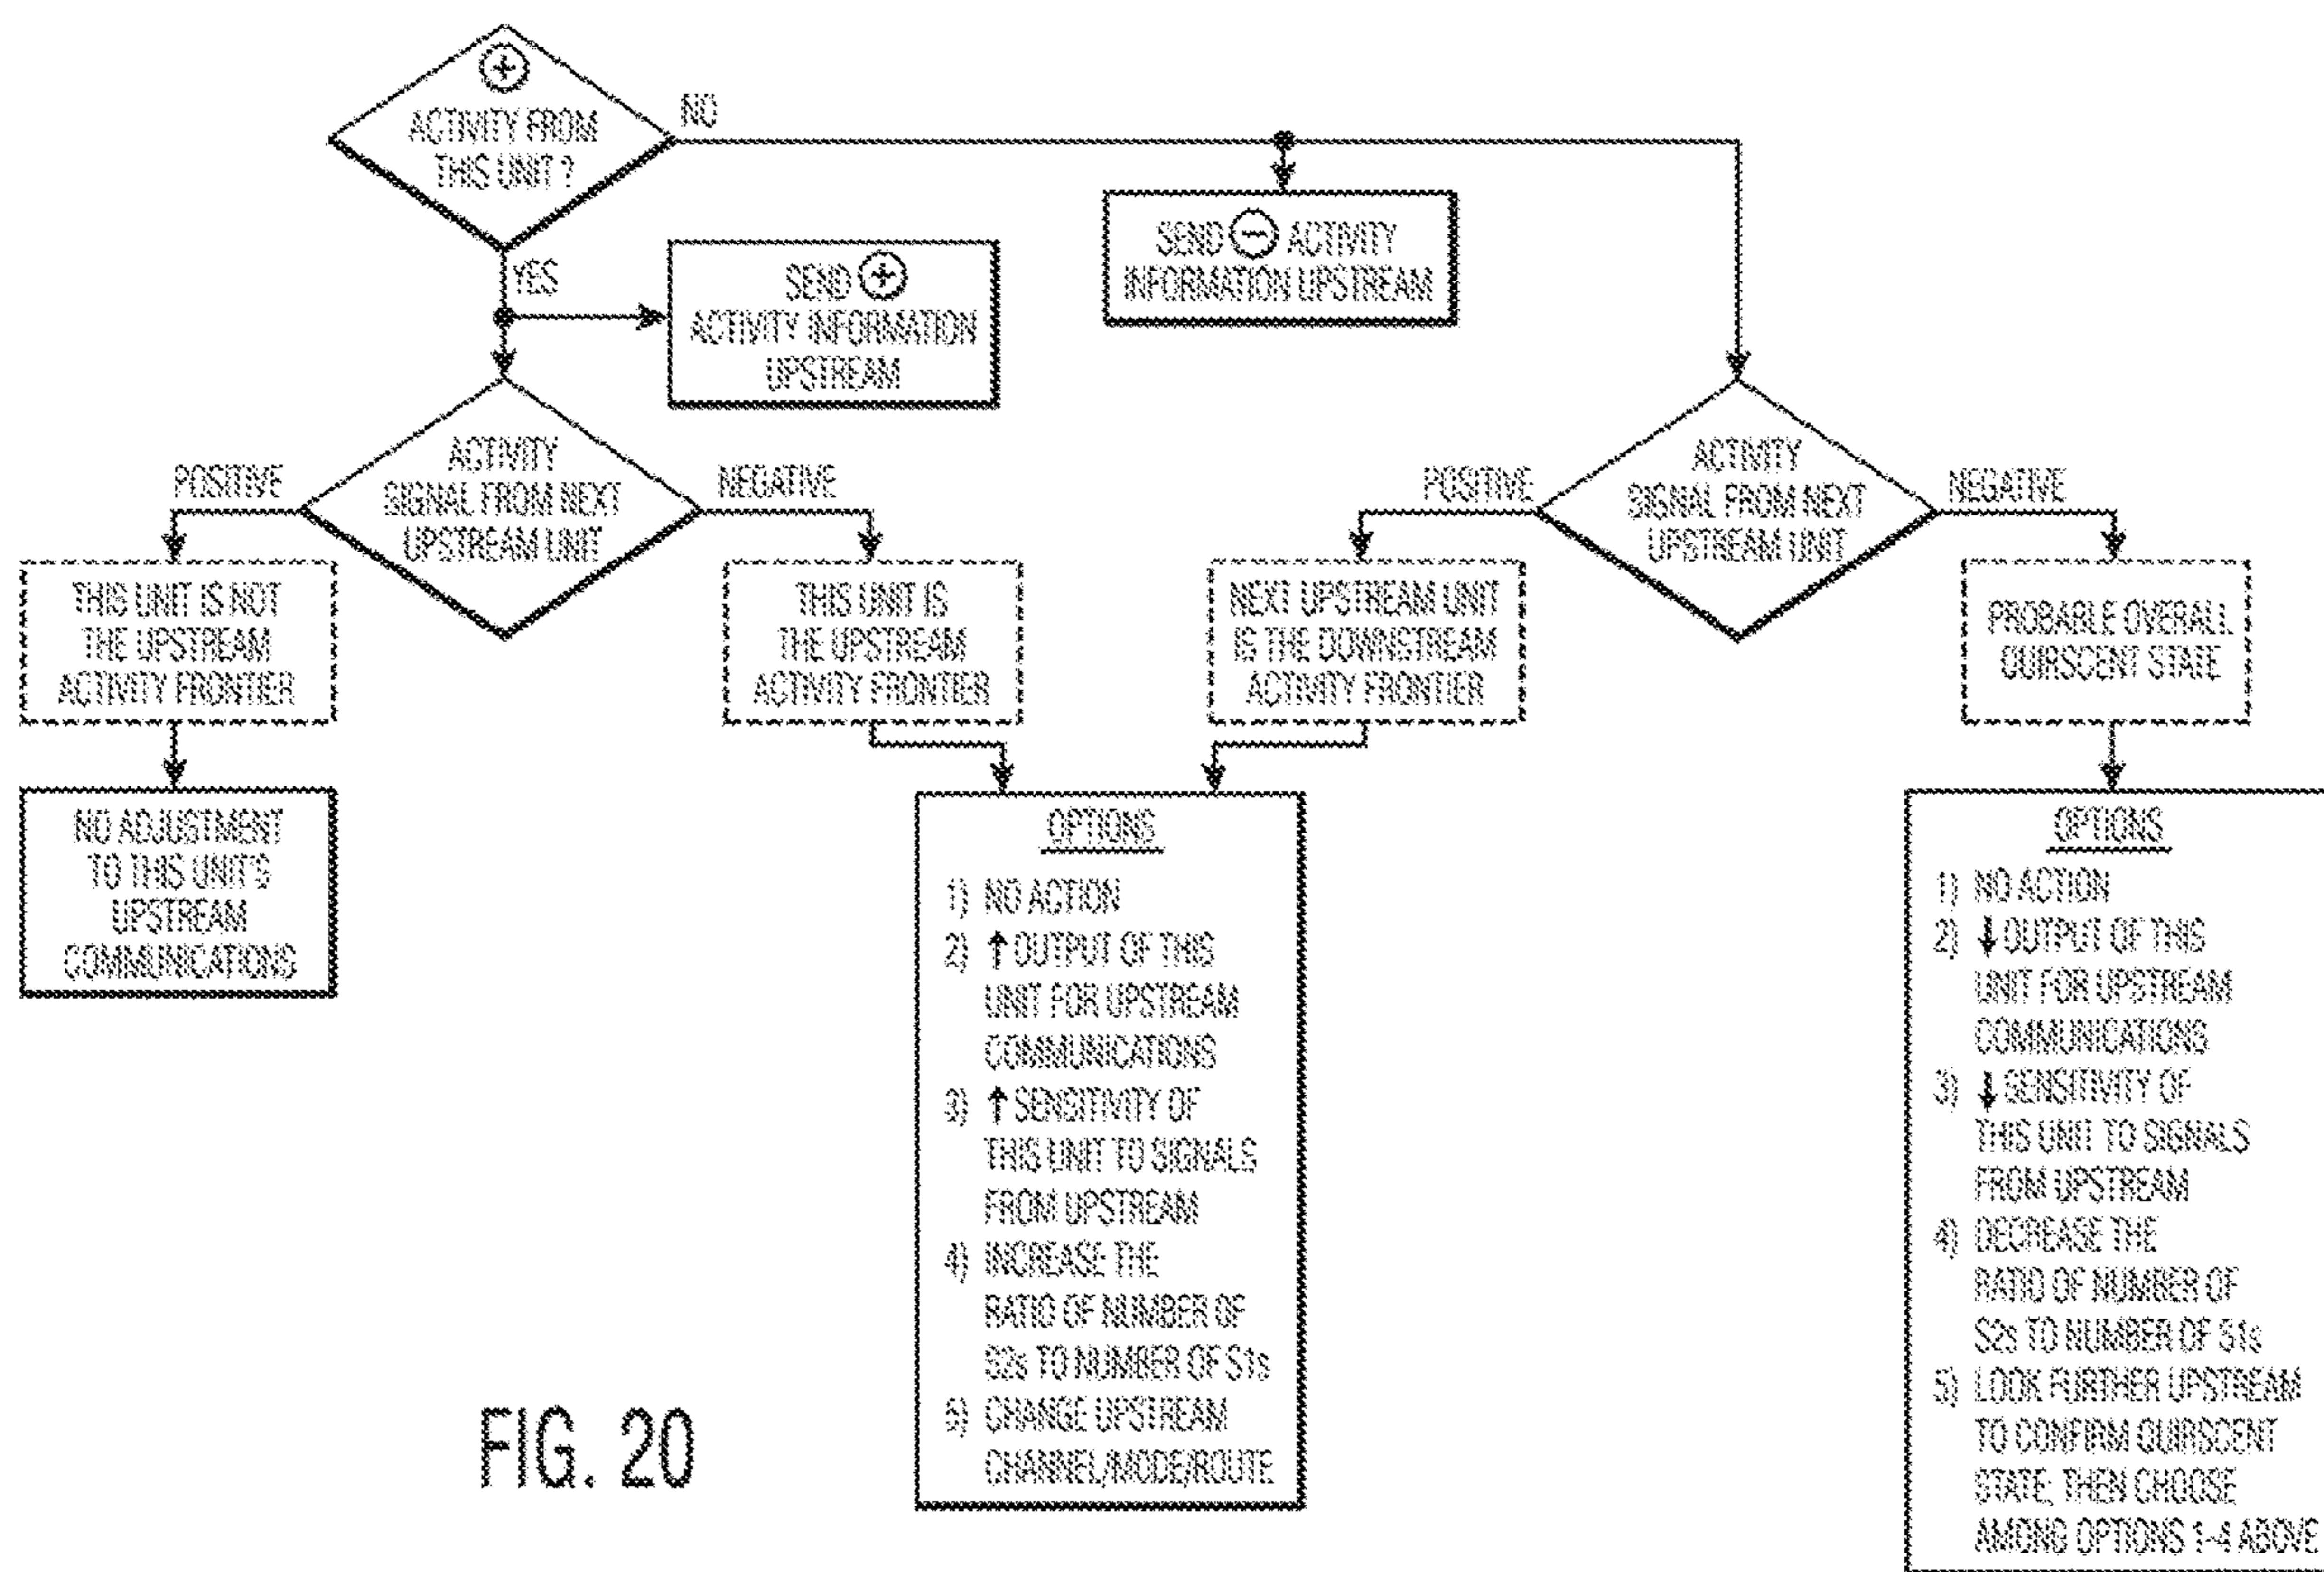 ⊕
ACTIVITY FROM
THIS UNIT ?
NO
YES
SEND ⊕
ACTIVITY INFORMATION
UPSTREAM
SEND ⊖ ACTIVITY
INFORMATION UPSTREAM
ACTIVITY
SIGNAL FROM NEXT
UPSTREAM UNIT
POSITIVE
NEGATIVE
ACTIVITY
SIGNAL FROM NEXT
UPSTREAM UNIT
POSITIVE
NEGATIVE
THIS UNIT IS NOT
THE UPSTREAM
ACTIVITY FRONTIER
THIS UNIT IS
THE UPSTREAM
ACTIVITY FRONTIER
NEXT UPSTREAM UNIT
IS THE DOWNSTREAM
ACTIVITY FRONTIER
PROBABLE OVERALL
QUIRSCENT STATE
NO ADJUSTMENT
TO THIS UNIT'S
UPSTREAM
COMMUNICATIONS
OPTIONS
1) NO ACTION
2) ↑ OUTPUT OF THIS
UNIT FOR UPSTREAM
COMMUNICATIONS
3) ↑ SENSITIVITY OF
THIS UNIT TO SIGNALS
FROM UPSTREAM
4) INCREASE THE
RATIO OF NUMBER OF
S2s TO NUMBER OF S1s
5) CHANGE UPSTREAM
CHANNEL/MODE/ROUTE
OPTIONS
1) NO ACTION
2) ↓ OUTPUT OF THIS
UNIT FOR UPSTREAM
COMMUNICATIONS
3) ↓ SENSITIVITY OF
THIS UNIT TO SIGNALS
FROM UPSTREAM
4) DECREASE THE
RATIO OF NUMBER OF
S2s TO NUMBER OF S1s
5) LOOK FURTHER UPSTREAM
TO CONFIRM QUIRSCENT
STATE, THEN CHOOSE
AMONG OPTIONS 1-4 ABOVE
FIG. 20